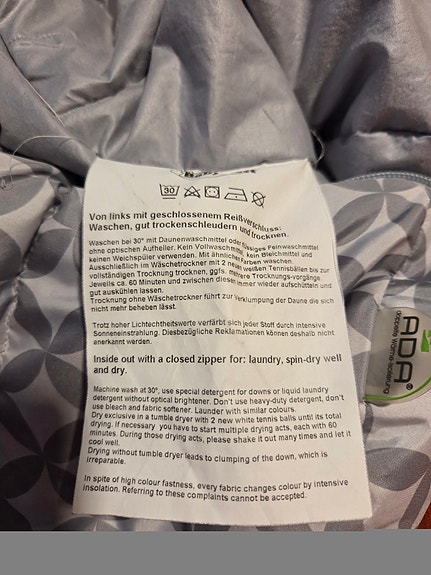 30
Von links mit geschlossenem Reißverschluss:
Waschen, gut trockenschleudern und trocknen.
Waschen bei 30° mit Daunenwaschmittel oder flüssiges Feinwaschmittel
ohne optischen Aufheller. Kein Vollwaschmittel, kein Bleichmittel und
keinen Weichspüler verwenden. Mit ähnlichen Farben waschen.
Ausschließlich im Wäschetrockner mit 2 neuen weißen Tennisbällen bis zur
vollständigen Trocknung trocknen, ggfs. mehrere Trocknungs-vorgänge.
Jeweils ca. 60 Minuten und zwischen diesen immer wieder aufschütteln und
gut auskühlen lassen.
Trocknung ohne Wäschetrockner führt zur Verklumpung der Daune die sich
nicht mehr beheben lässt.
Trotz hoher Lichtechtheitswerte verfärbt sich jeder Stoff durch intensive
Sonneneinstrahlung. Diesbezügliche Reklamationen können deshalb nicht
anerkannt werden.
Inside out with a closed zipper for: laundry, spin-dry well
and dry.
Machine wash at 30°, use special detergent for downs or liquid laundry
detergent without optical brightener. Don't use heavy-duty detergent, don't
use bleach and fabric softener. Launder with similar colours.
Dry exclusive in a tumble dryer with 2 new white tennis balls until its total
drying. If necessary you have to start multiple drying acts, each with 60
minutes. During those drying acts, please shake it out many times and let it
cool well.
Drying without tumble dryer leads to clumping of the down, which is
irreparable.
In spite of high colour fastness, every fabric changes colour by intensive
insolation. Referring to these complaints cannot be accepted.
ADA®